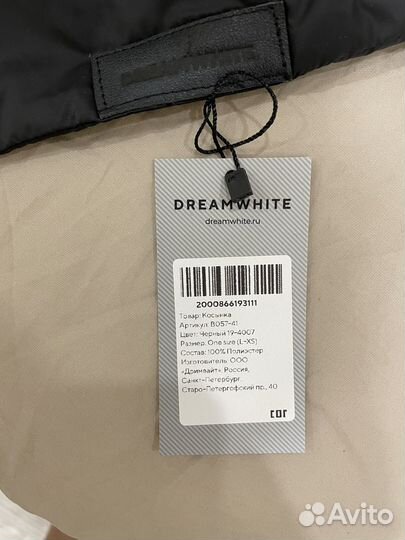 DREAMWHITE
DREAMWHITE
dreamwhite.ru
2000866193111
Товар: Косынка
Артикул: B057-41
Цвет: Черный 19-4007
Размер: One size (L-XS)
Состав: 100% Полиэстер
Изготовитель: ООО
«Дримвайт», Россия,
Санкт-Петербург,
Старо-Петергофский пр., 40
Avito